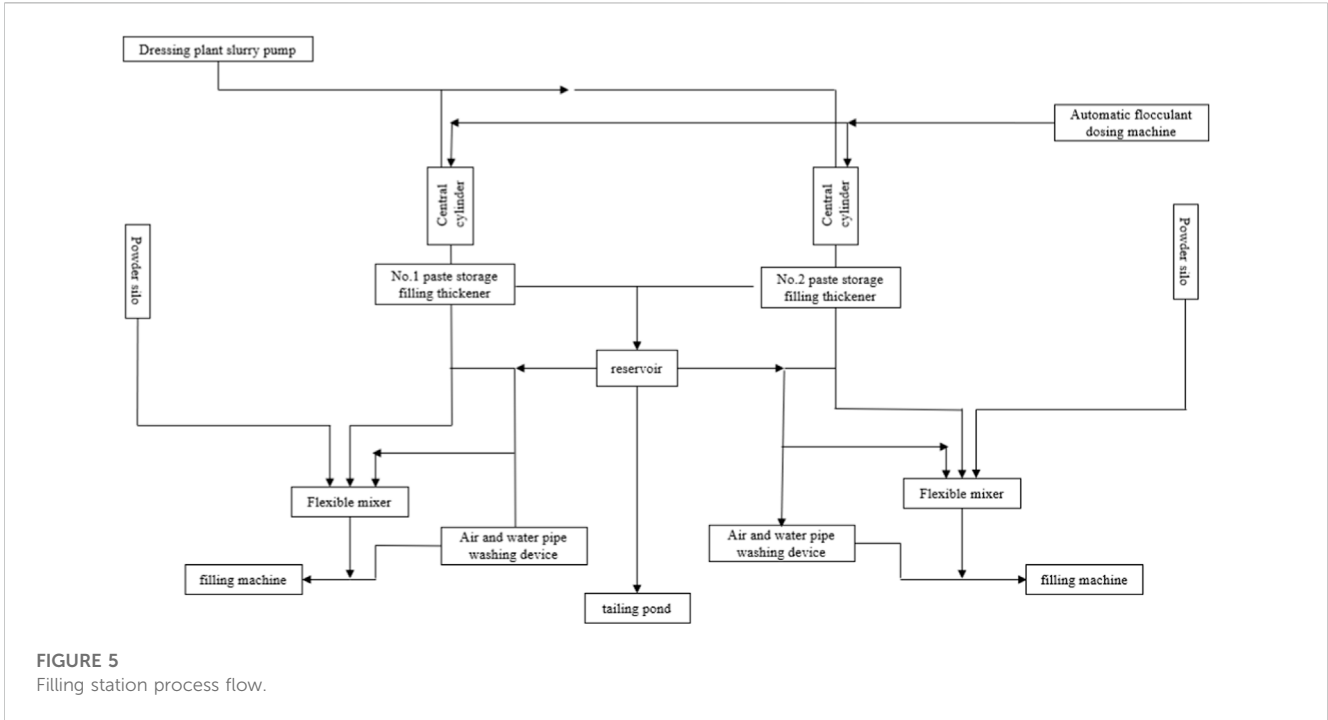 Dressing plant slurry pump
Automatic flocculant
dosing machine
Central
cylinder
Central
cylinder
Powder silo
Powder silo
No.1 paste storage
filling thickener
No.2 paste storage
filling thickener
reservoir
Flexible mixer
Flexible mixer
Air and water pipe
washing device
Air and water pipe
washing device
filling machine
filling machine
tailing pond
FIGURE 5
Filling station process flow.